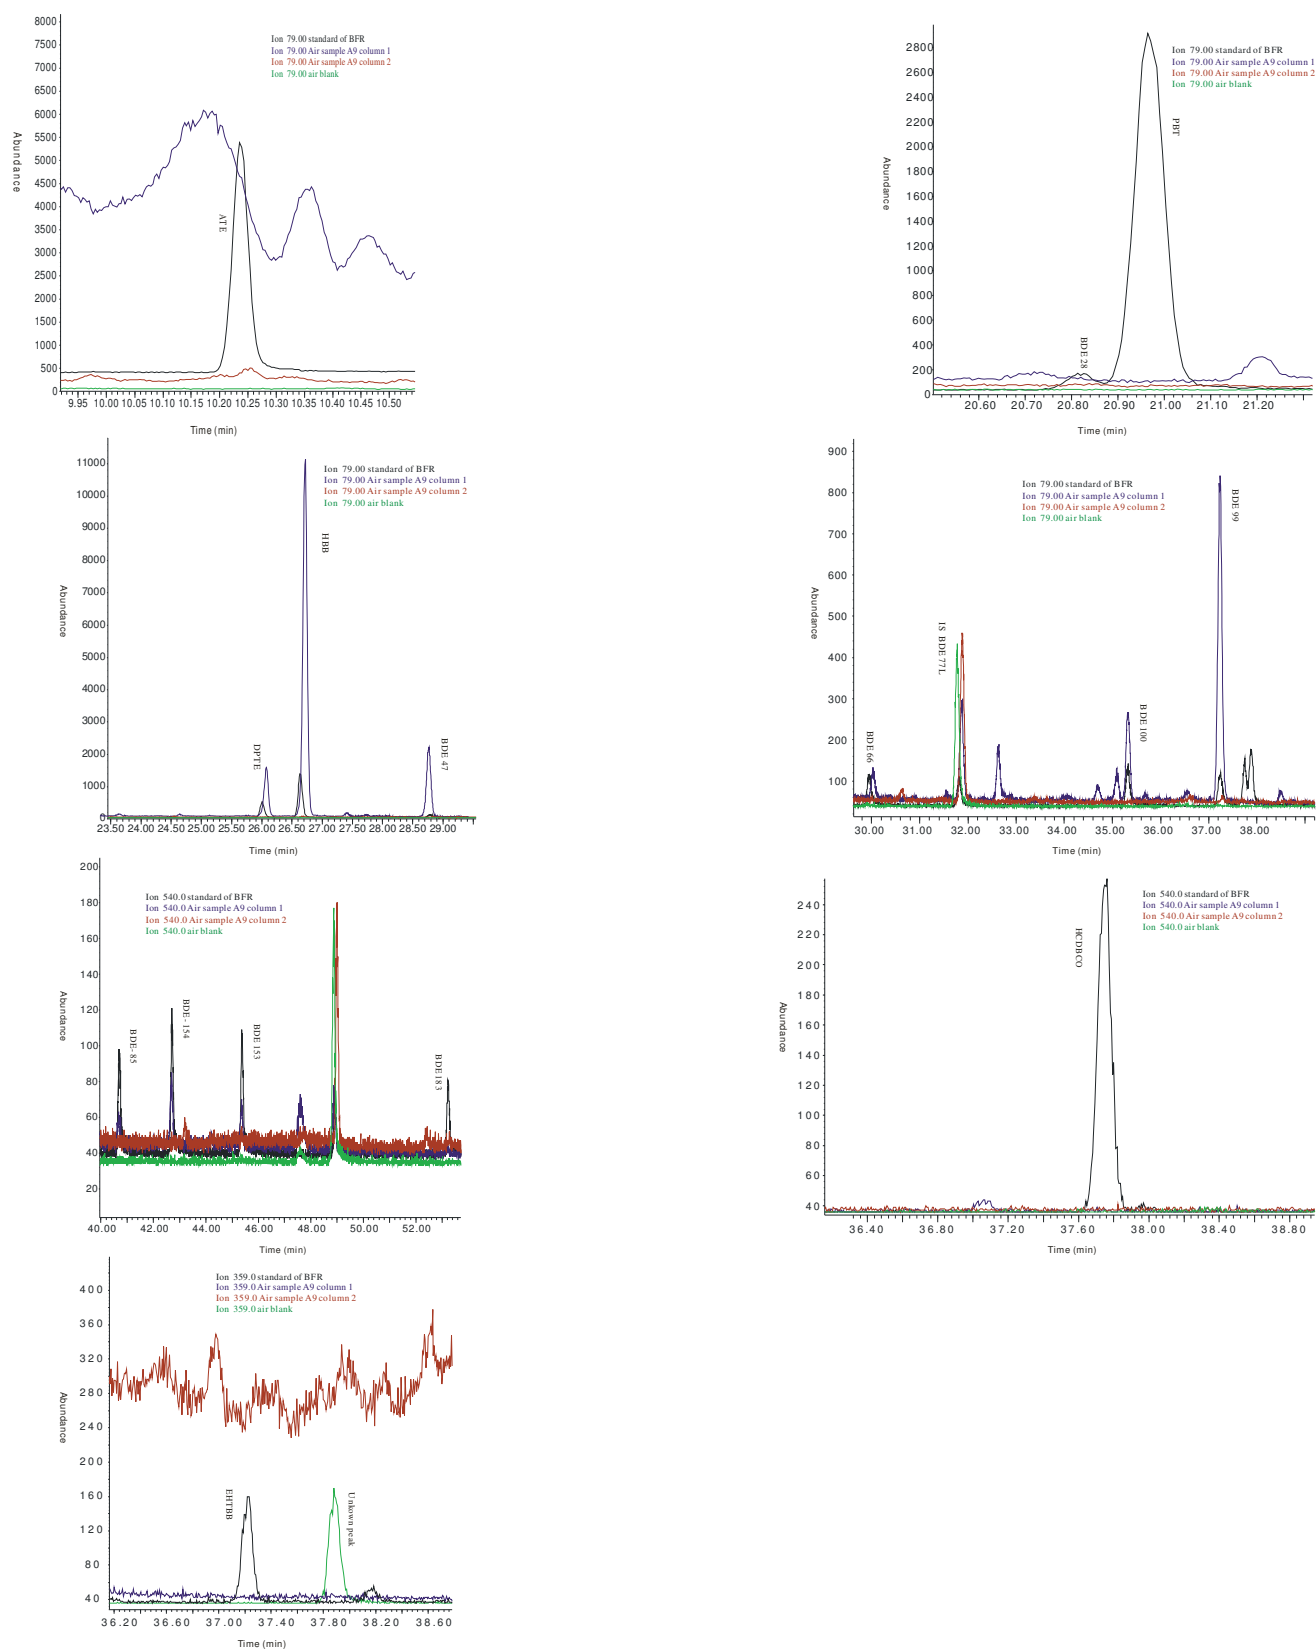 8000
7500
7000
6500
6000
5500
5000
4500
4000
3500
3000
2500
2000
1500
1000
500
0
Abundance
Ion 79.00 standard of BFR
Ion 79.00 Air sample A9 column 1
Ion 79.00 Air sample A9 column 2
Ion 79.00 air blank
ATE
9.95 10.00 10.05 10.10 10.15 10.20 10.25 10.30 10.35 10.40 10.45 10.50
Time (min)
2800
2600
2400
2200
2000
1800
1600
1400
1200
1000
800
600
400
200
0
Abundance
Ion 79.00 standard of BFR
Ion 79.00 Air sample A9 column 1
Ion 79.00 Air sample A9 column 2
Ion 79.00 air blank
PBT
BDE 28
20.60 20.70 20.80 20.90 21.00 21.10 21.20
Time (min)
11000
10000
9000
8000
7000
6000
5000
4000
3000
2000
1000
0
Abundance
Ion 79.00 standard of BFR
Ion 79.00 Air sample A9 column 1
Ion 79.00 Air sample A9 column 2
Ion 79.00 air blank
HBB
DPTE
BDE 47
23.50 24.00 24.50 25.00 25.50 26.00 26.50 27.00 27.50 28.00 28.50 29.00
Time (min)
900
800
700
600
500
400
300
200
100
Abundance
Ion 79.00 standard of BFR
Ion 79.00 Air sample A9 column 1
Ion 79.00 Air sample A9 column 2
Ion 79.00 air blank
BDE 66
IS BDE 77L
BDE 100
BDE 99
30.00 31.00 32.00 33.00 34.00 35.00 36.00 37.00 38.00
Time (min)
200
180
160
140
120
100
80
60
40
20
Abundance
Ion 540.0 standard of BFR
Ion 540.0 Air sample A9 column 1
Ion 540.0 Air sample A9 column 2
Ion 540.0 air blank
BDE-85
BDE-154
BDE 153
BDE 183
40.00 42.00 44.00 46.00 48.00 50.00 52.00
Time (min)
240
220
200
180
160
140
120
100
80
60
40
Abundance
Ion 540.0 standard of BFR
Ion 540.0 Air sample A9 column 1
Ion 540.0 Air sample A9 column 2
Ion 540.0 air blank
HCDBCO
36.40 36.80 37.20 37.60 38.00 38.40 38.80
Time (min)
400
360
320
280
240
200
160
120
80
40
Abundance
Ion 359.0 standard of BFR
Ion 359.0 Air sample A9 column 1
Ion 359.0 Air sample A9 column 2
Ion 359.0 air blank
EHTBB
Unkown peak
36.20 36.60 37.00 37.40 37.80 38.20 38.60
Time (min)